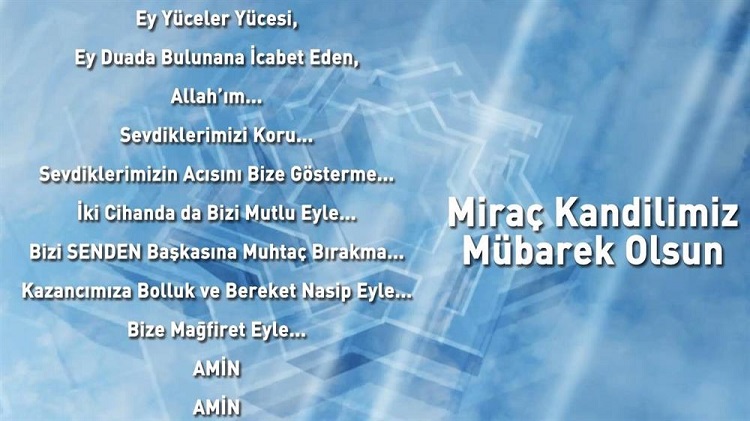 Ey Yüceler Yücesi,
Ey Duada Bulunana İcabet Eden,
Allah'ım...
Sevdiklerimizi Koru...
Sevdiklerimizin Acısını Bize Gösterme...
İki Cihanda da Bizi Mutlu Eyle...
Bizi SENDEN Başkasına Muhtaç Bırakma...
Kazancımıza Bolluk ve Bereket Nasip Eyle...
Bize Mağfiret Eyle...
AMİN
AMİN
Miraç Kandilimiz
Mübarek Olsun